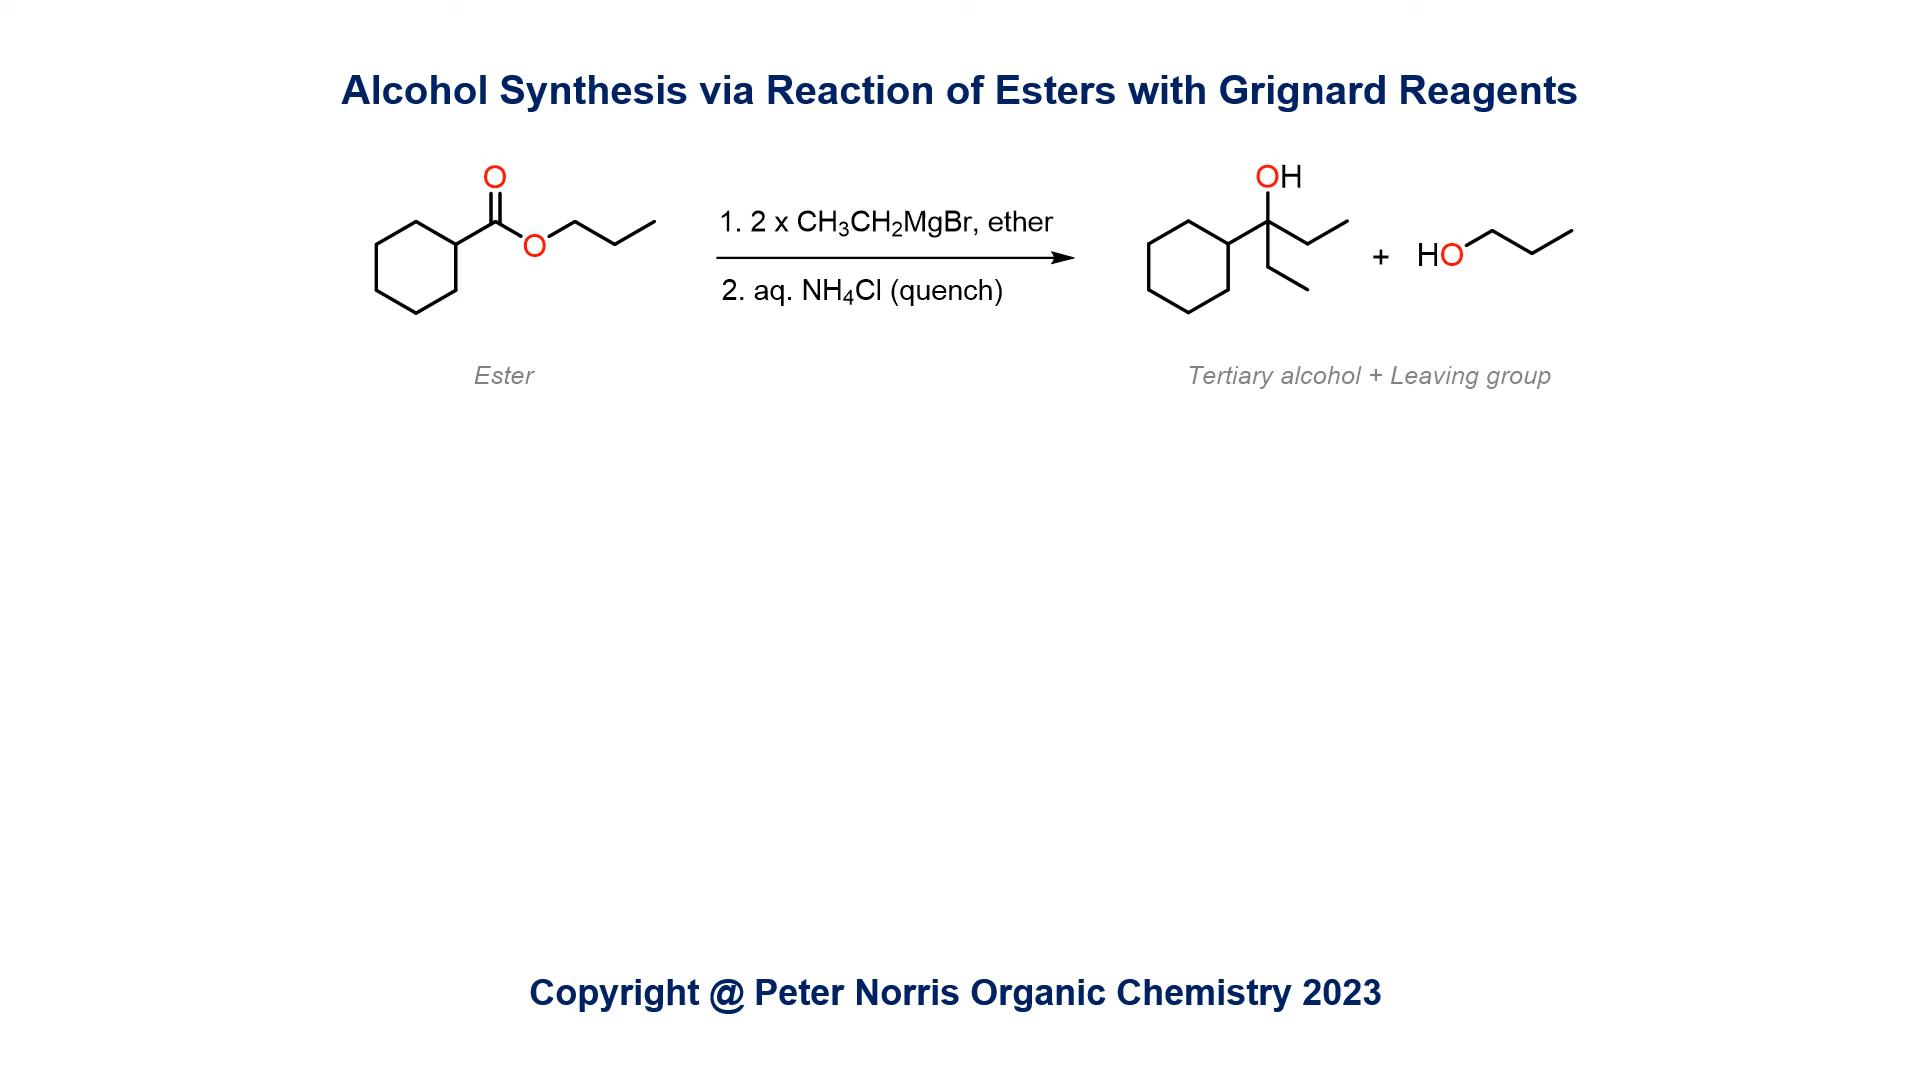 Alcohol Synthesis via Reaction of Esters with Grignard Reagents
O
O
1. 2 x CH₃CH₂MgBr, ether
2. aq. NH₄Cl (quench)
OH
+
HO
Ester
Tertiary alcohol + Leaving group
Copyright @ Peter Norris Organic Chemistry 2023